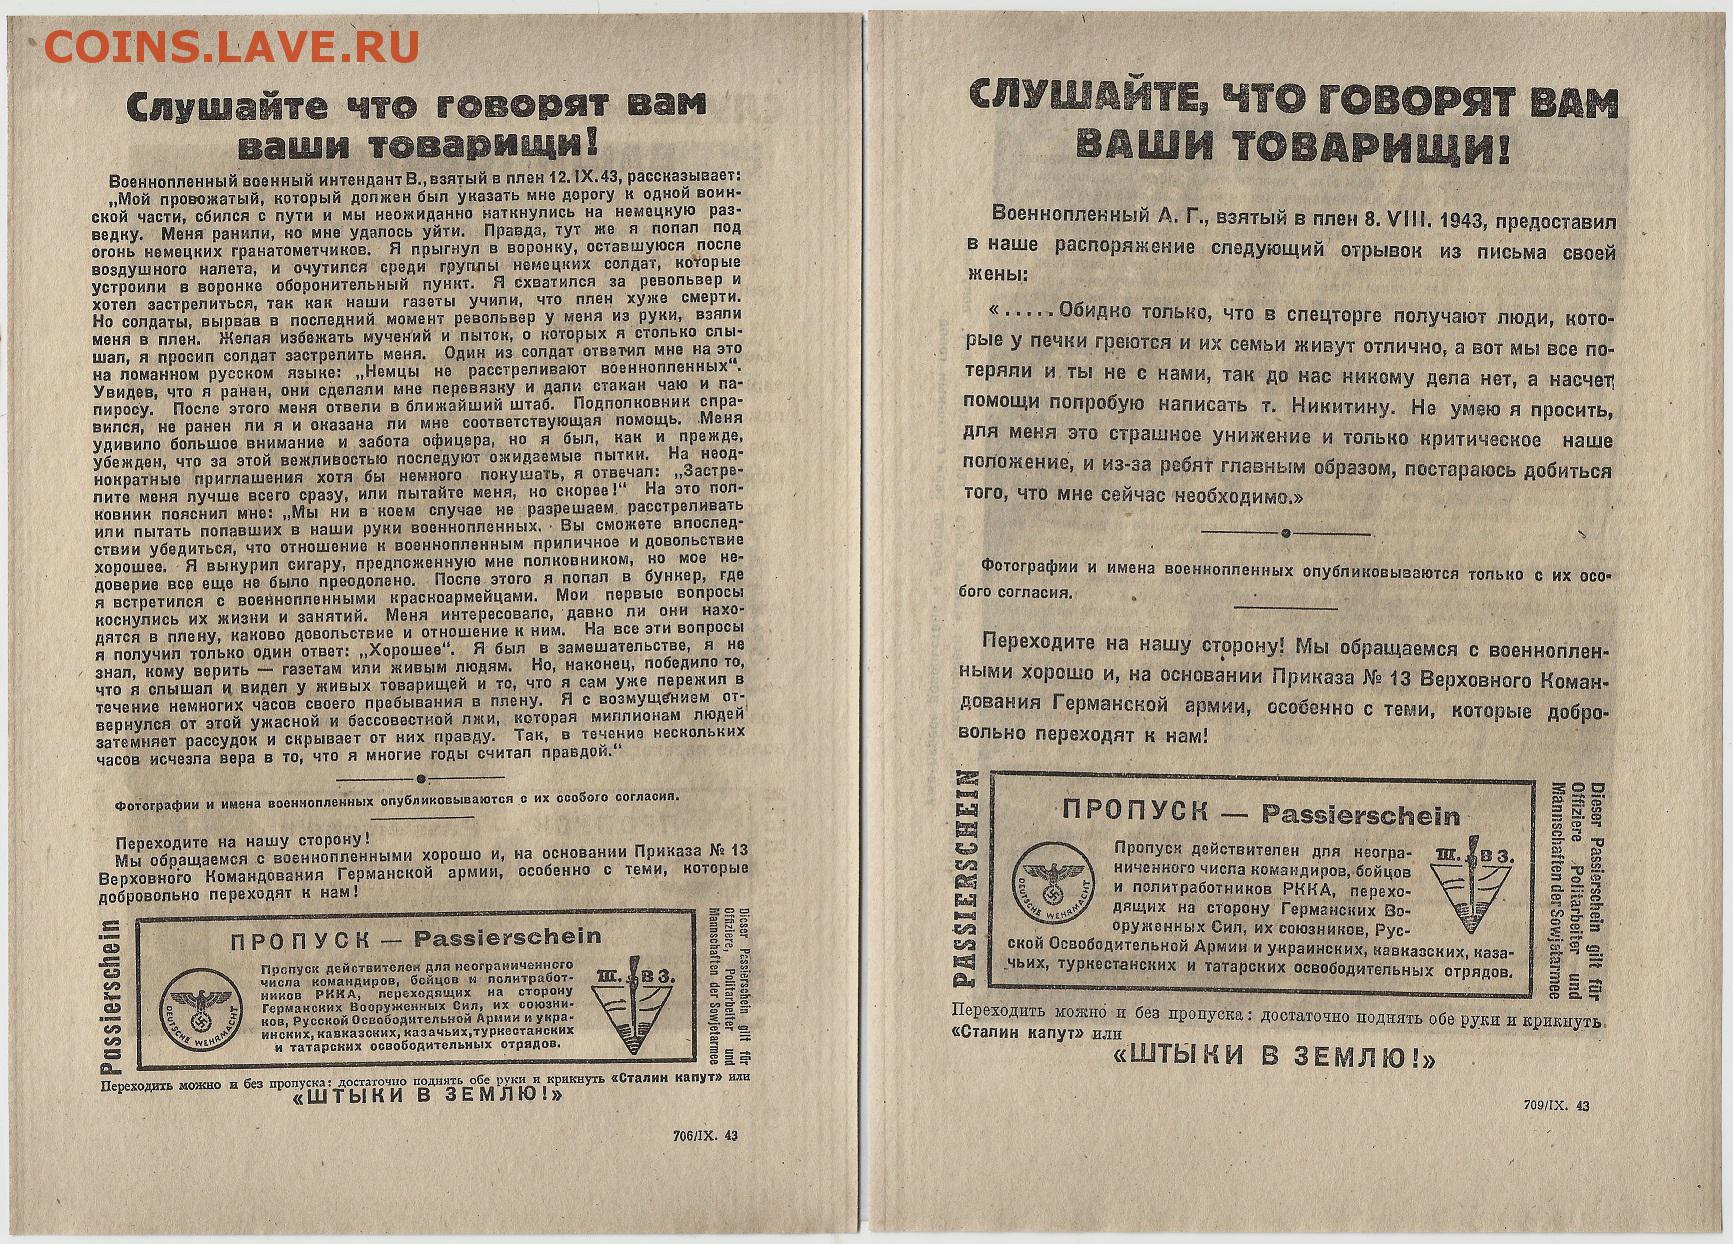 COINS.LAVE.RU
Слушайте что говорят вам
ваши товарищи!
Военнопленный военный интендант В., взятый в плен 12. IX. 43, рассказывает:
„Мой провожатый, который должен был указать мне дорогу к одной воин-
ской части, сбился с пути и мы неожиданно наткнулись на немецкую раз-
ведку. Меня ранили, но мне удалось уйти. Правда, тут же я попал под
огонь немецких гранатометчиков. Я прыгнул в воронку, оставшуюся после
воздушного налета, и очутился среди группы немецких солдат, которые
устроили в воронке оборонительный пункт. Я схватился за револьвер и
хотел застрелиться, так как наши газеты учили, что плен хуже смерти.
Но солдаты, вырвав в последний момент револьвер у меня из руки, взяли
меня в плен. Желая избежать мучений и пыток, о которых я столько слы-
шал, я просил солдат застрелить меня. Один из солдат ответил мне на это
на ломанном русском языке: „Немцы не расстреливают военнопленных“.
Увидев, что я ранен, они сделали мне перевязку и дали стакан чаю и па-
пиросу. После этого меня отвели в ближайший штаб. Подполковник спра-
вился, не ранен ли я и оказана ли мне соответствующая помощь. Меня
удивило большое внимание и забота офицера, но я был, как и прежде,
убежден, что за этой вежливостью последуют ожидаемые пытки. На неод-
нократные приглашения хотя бы немного покушать, я отвечал: „Застре-
лите меня лучше всего сразу, или пытайте меня, но скорее!“ На это пол-
ковник пояснил мне: „Мы ни в коем случае не разрешаем расстреливать
или пытать попавших в наши руки военнопленных. Вы сможете впослед-
ствии убедиться, что отношение к военнопленным приличное и довольствие
хорошее. Я выкурил сигару, предложенную мне полковником, но мое не-
доверие все еще не было преодолено. После этого я попал в бункер, где
я встретился с военнопленными красноармейцами. Мои первые вопросы
коснулись их жизни и занятий. Меня интересовало, давно ли они нахо-
дятся в плену, каково довольствие и отношение к ним. На все эти вопросы
я получил только один ответ: „Хорошее“. Я был в замешательстве, я не
знал, кому верить — газетам или живым людям. Но, наконец, победило то,
что я слышал и видел у живых товарищей и то, что я сам уже пережил в
течение немногих часов своего пребывания в плену. Я с возмущением от-
вернулся от этой ужасной и бессовестной лжи, которая миллионам людей
затемняет рассудок и скрывает от них правду. Так, в течение нескольких
часов исчезла вера в то, что я многие годы считал правдой.“
Фотографии и имена военнопленных опубликовываются с их особого согласия.
Переходите на нашу сторону!
Мы обращаемся с военнопленными хорошо и, на основании Приказа № 13
Верховного Командования Германской армии, особенно с теми, которые
добровольно переходят к нам!
Passierschein
ПРОПУСК — Passierschein
Пропуск действителен для неограниченного
числа командиров, бойцов и политработ-
ников РККА, переходящих на сторону
Германских Вооруженных Сил, их союзни-
ков, Русской Освободительной Армии и укра-
инских, кавказских, казачьих, туркестанских
и татарских освободительных отрядов.
DEUTSCHE WEHRMACHT
Ш. В З.
Dieser Passierschein gilt für
Offiziere, Politarbeiter und
Mannschaften der Sowjetarmee
Переходить можно и без пропуска: достаточно поднять обе руки и крикнуть «Сталин капут» или
«ШТЫКИ В ЗЕМЛЮ!»
706/IX. 43
СЛУШАЙТЕ, ЧТО ГОВОРЯТ ВАМ
ВАШИ ТОВАРИЩИ!
Военнопленный А. Г., взятый в плен 8. VIII. 1943, предоставил
в наше распоряжение следующий отрывок из письма своей
жены:
«.....Обидно только, что в спецторге получают люди, кото-
рые у печки греются и их семьи живут отлично, а вот мы все по-
теряли и ты не с нами, так до нас никому дела нет, а насчет
помощи попробую написать т. Никитину. Не умею я просить,
для меня это страшное унижение и только критическое наше
положение, и из-за ребят главным образом, постараюсь добиться
того, что мне сейчас необходимо.»
Фотографии и имена военнопленных опубликовываются только с их осо-
бого согласия.
Переходите на нашу сторону! Мы обращаемся с военноплен-
ными хорошо и, на основании Приказа № 13 Верховного Коман-
дования Германской армии, особенно с теми, которые добро-
вольно переходят к нам!
PASSIERSCHEIN
ПРОПУСК — Passierschein
Пропуск действителен для неогра-
ниченного числа командиров, бойцов
и политработников РККА, перехо-
дящих на сторону Германских Во-
оруженных Сил, их союзников, Рус-
ской Освободительной Армии и украинских, кавказских, каза-
чьих, туркестанских и татарских освободительных отрядов.
DEUTSCHE WEHRMACHT
Ш. В З.
Dieser Passierschein gilt für
Offiziere, Politarbeiter und
Mannschaften der Sowjetarmee
Переходить можно и без пропуска: достаточно поднять обе руки и крикнуть
«Сталин капут» или
«ШТЫКИ В ЗЕМЛЮ!»
709/IX. 43